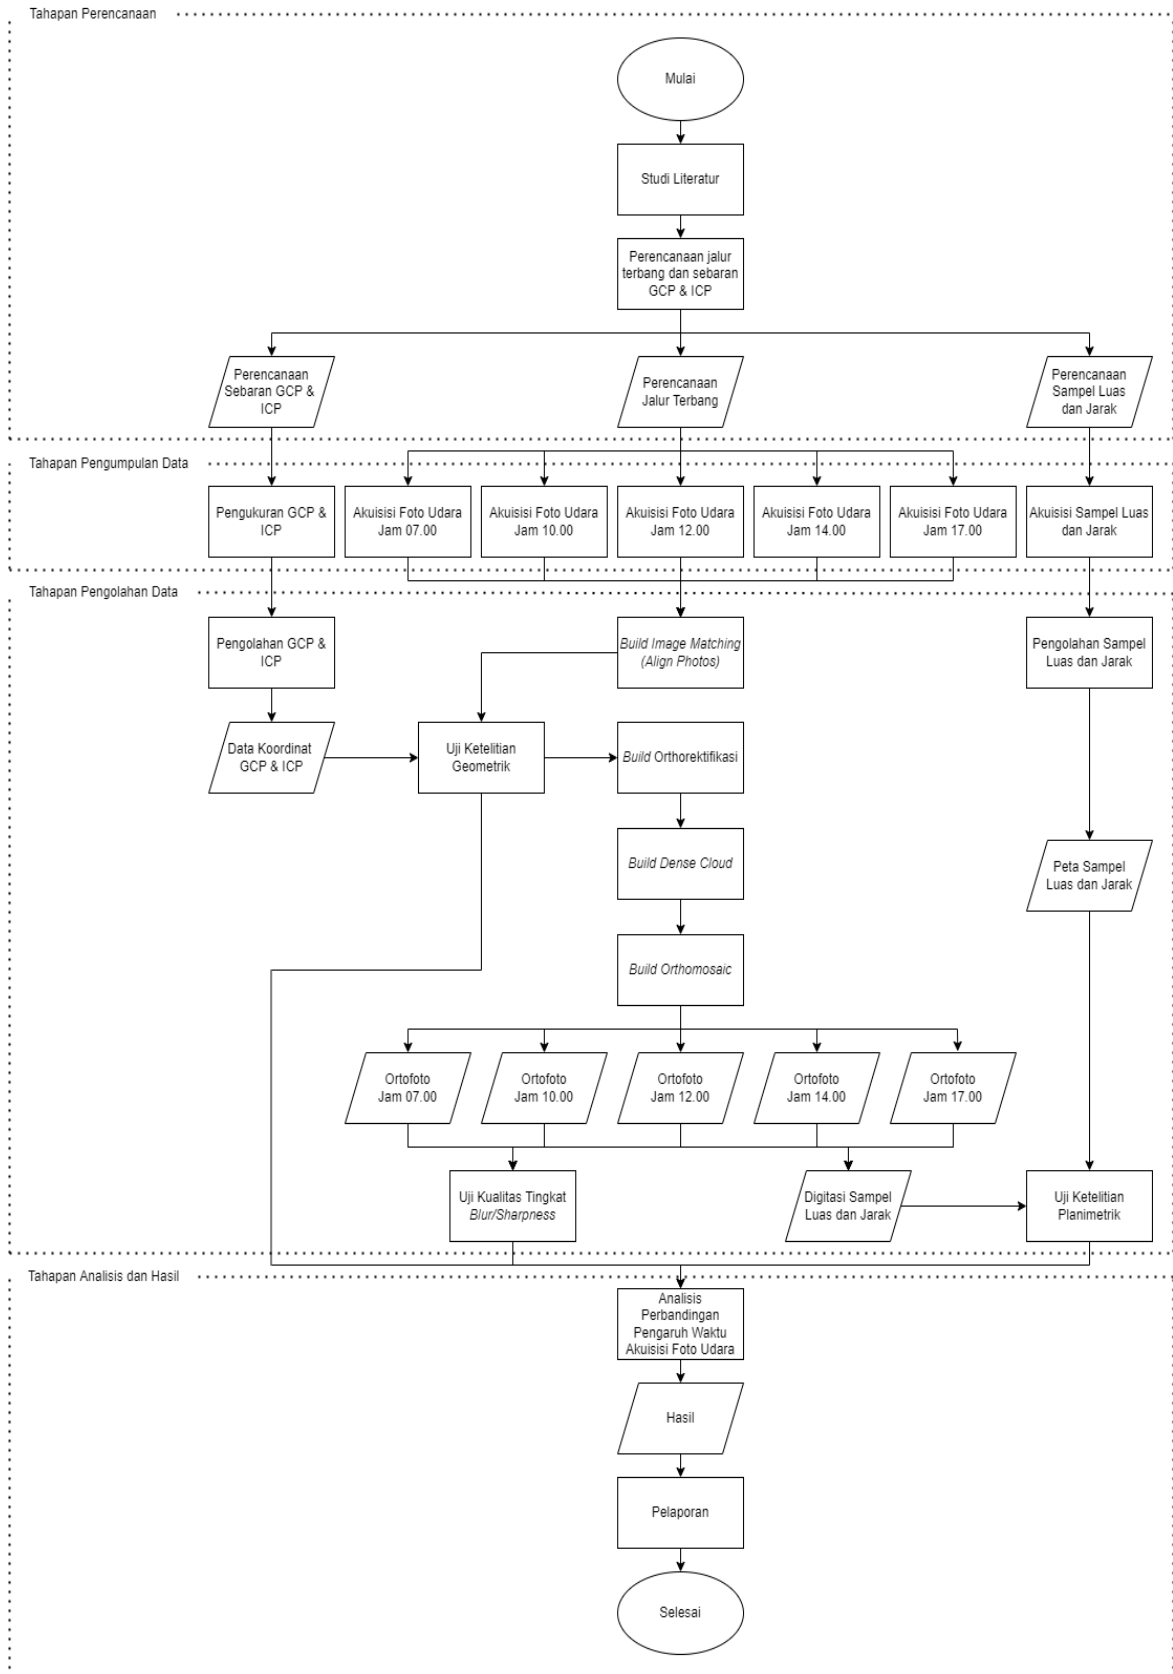 Tahapan Perencanaan
Mulai
Studi Literatur
Perencanaan jalur
terbang dan sebaran
GCP & ICP
Perencanaan
Sebaran GCP &
ICP
Perencanaan
Jalur Terbang
Perencanaan
Sampel Luas
dan Jarak
Tahapan Pengumpulan Data
Pengukuran GCP &
ICP
Akuisisi Foto Udara
Jam 07.00
Akuisisi Foto Udara
Jam 10.00
Akuisisi Foto Udara
Jam 12.00
Akuisisi Foto Udara
Jam 14.00
Akuisisi Foto Udara
Jam 17.00
Akuisisi Sampel Luas
dan Jarak
Tahapan Pengolahan Data
Pengolahan GCP &
ICP
Build Image Matching
(Align Photos)
Pengolahan Sampel
Luas dan Jarak
Data Koordinat
GCP & ICP
Uji Ketelitian
Geometrik
Build Orthorektifikasi
Build Dense Cloud
Peta Sampel
Luas dan Jarak
Build Orthomosaic
Ortofoto
Jam 07.00
Ortofoto
Jam 10.00
Ortofoto
Jam 12.00
Ortofoto
Jam 14.00
Ortofoto
Jam 17.00
Uji Kualitas Tingkat
Blur/Sharpness
Digitasi Sampel
Luas dan Jarak
Uji Ketelitian
Planimetrik
Tahapan Analisis dan Hasil
Analisis
Perbandingan
Pengaruh Waktu
Akuisisi Foto Udara
Hasil
Pelaporan
Selesai